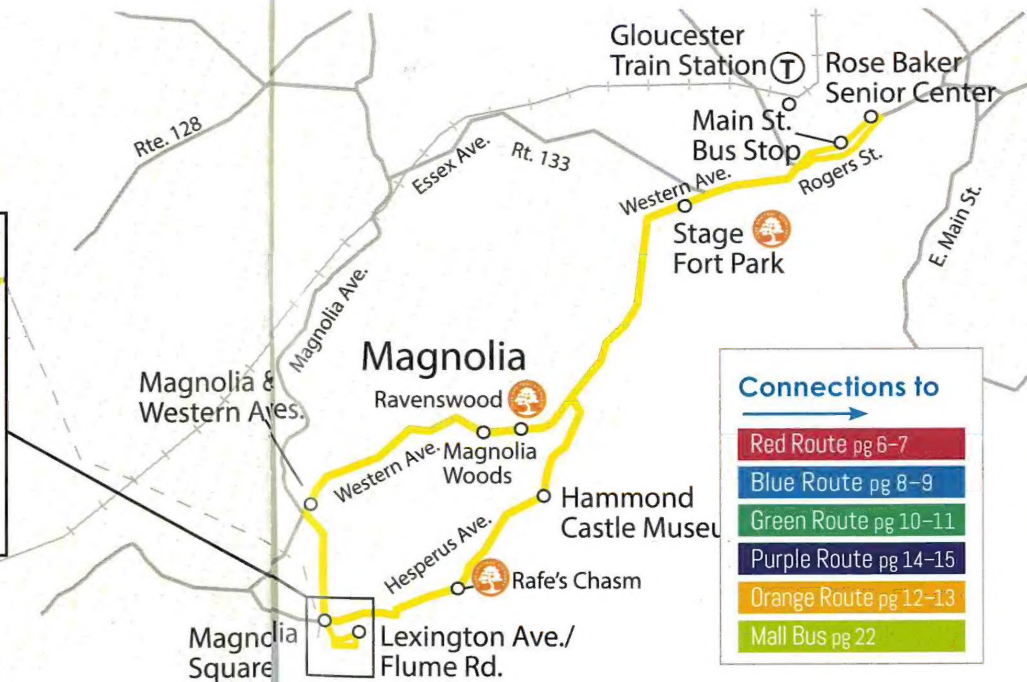 Gloucester
Train Station
T
Rose Baker
Senior Center
Rte. 128
Essex Ave.
Rt. 133
Main St.
Bus Stop
Rogers St.
Western Ave.
Stage
Fort Park
E. Main St.
Magnolia Ave.
Magnolia
Magnolia &
Western Aves.
Ravenswood
Western Ave.
Magnolia
Woods
Hammond
Castle Museu
Hesperus Ave.
Rafe's Chasm
Magnolia
Square
Lexington Ave./
Flume Rd.
Connections to
Red Route pg 6–7
Blue Route pg 8–9
Green Route pg 10–11
Purple Route pg 14–15
Orange Route pg 12–13
Mall Bus pg 22